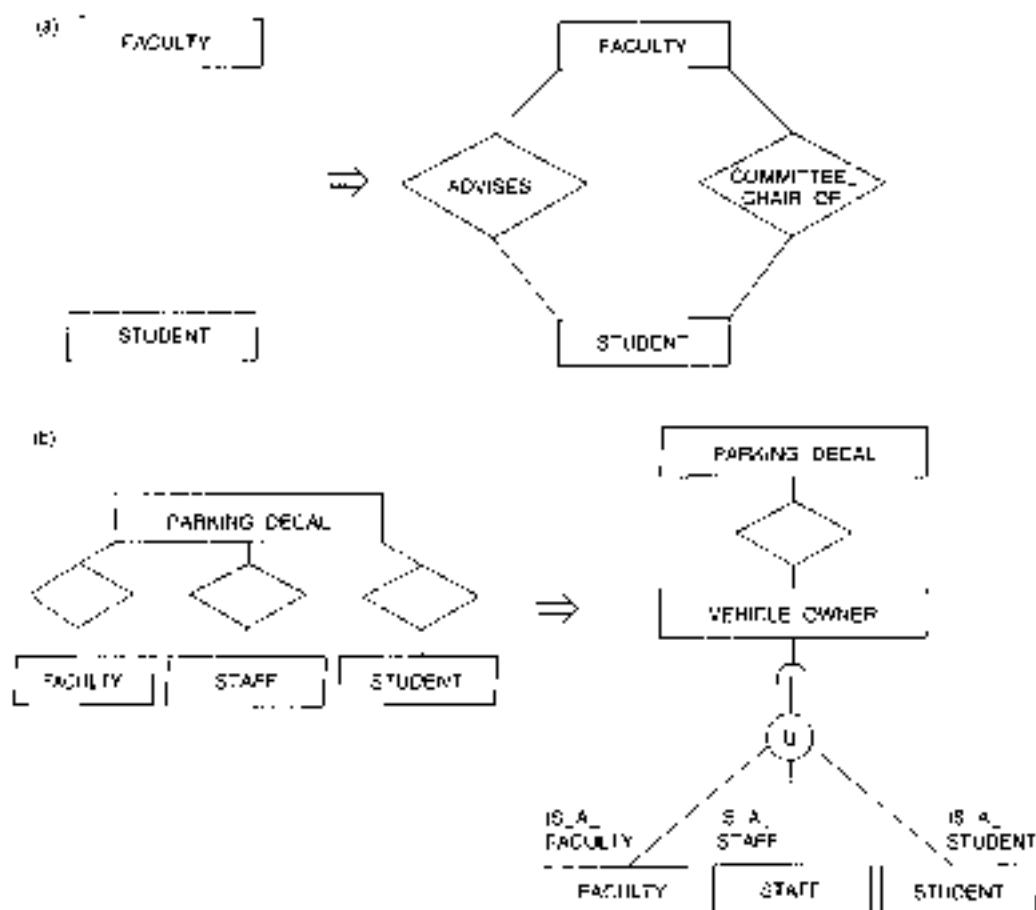 (a)
FACULTY
FACULTY
ADVISES
COMMITTEE_
CHAIR_OF
STUDENT
STUDENT
(b)
PARKING DECAL
PARKING DECAL
VEHICLE OWNER
FACULTY
STAFF
STUDENT
U
IS_A_
FACULTY
IS_A_
STAFF
IS_A_
STUDENT
FACULTY
STAFF
STUDENT